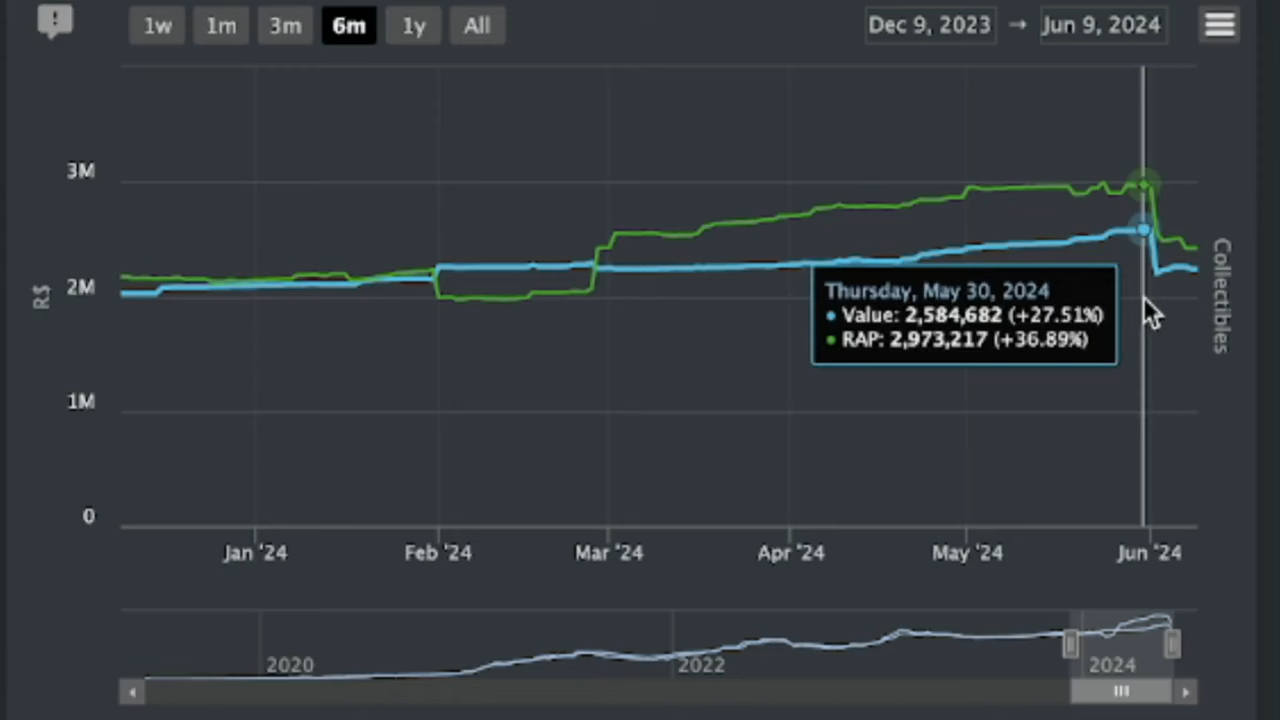 1w 1m 3m 6m 1y All Dec 9, 2023 → Jun 9, 2024
3M
2M
1M
0
R$
Collectibles
Thursday, May 30, 2024
• Value: 2,584,682 (+27.51%)
• RAP: 2,973,217 (+36.89%)
Jan '24 Feb '24 Mar '24 Apr '24 May '24 Jun '24
2020 2022 2024